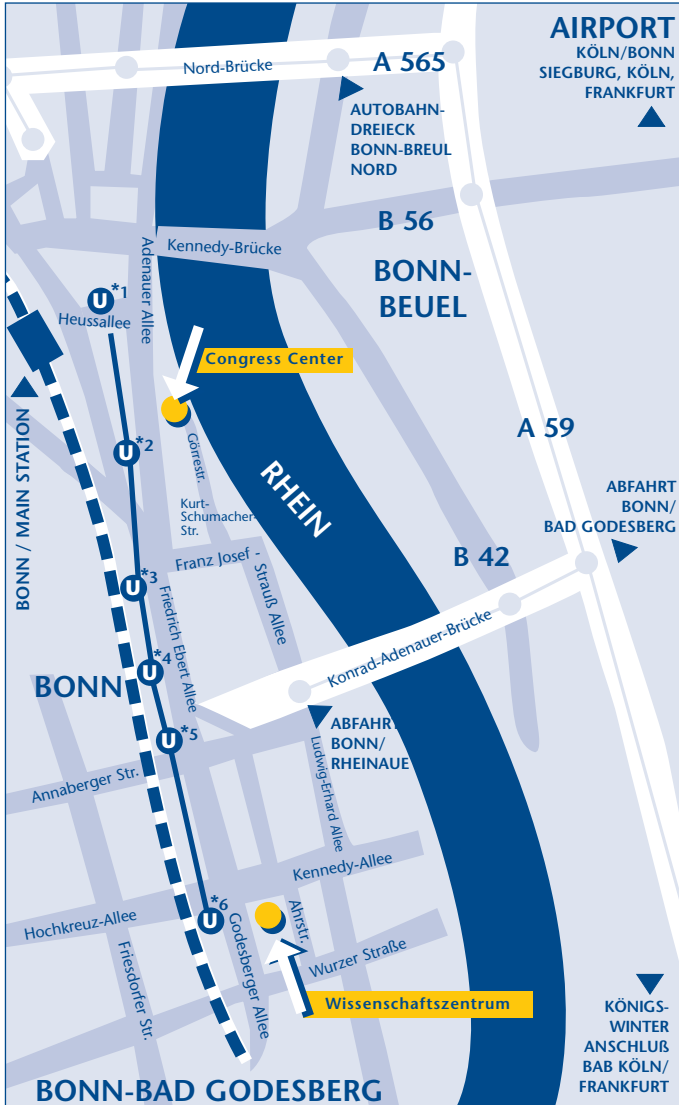 AIRPORT
KÖLN/BONN
SIEGBURG, KÖLN,
FRANKFURT
Nord-Brücke
A 565
AUTOBAHN-
DREIECK
BONN-BREUL
NORD
B 56
Adenauer Allee
Kennedy-Brücke
BONN-
BEUEL
U*1
Heussallee
Congress Center
BONN / MAIN STATION
U*2
Görrestr.
A 59
RHEIN
ABFAHRT
BONN/
BAD GODESBERG
Kurt-
Schumacher-
Str.
Franz Josef -
Strauß Allee
B 42
U*3
Friedrich Ebert Allee
Konrad-Adenauer-Brücke
U*4
BONN
U*5
ABFAHRT
BONN/
RHEINAUE
Ludwig-Erhard Allee
Annaberger Str.
Kennedy-Allee
U*6
Hochkreuz-Allee
Godesberger Allee
Ahrstr.
Friesdorfer Str.
Wurzer Straße
Wissenschaftszentrum
KÖNIGS-
WINTER
ANSCHLUß
BAB KÖLN/
FRANKFURT
BONN-BAD GODESBERG